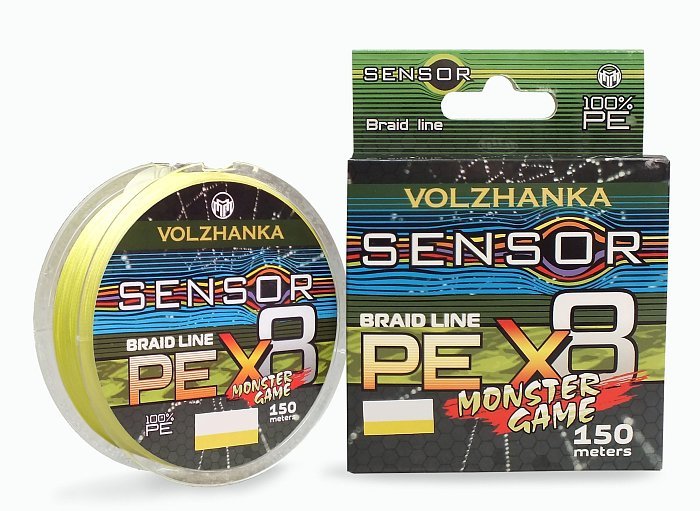 VOLZHANKA
SENSOR
BRAID LINE
PE X8
MONSTER
GAME
100%
PE
150
meters
SENSOR
Braid line
100%
PE
VOLZHANKA
SENSOR
BRAID LINE
PE X8
MONSTER
GAME
150
meters